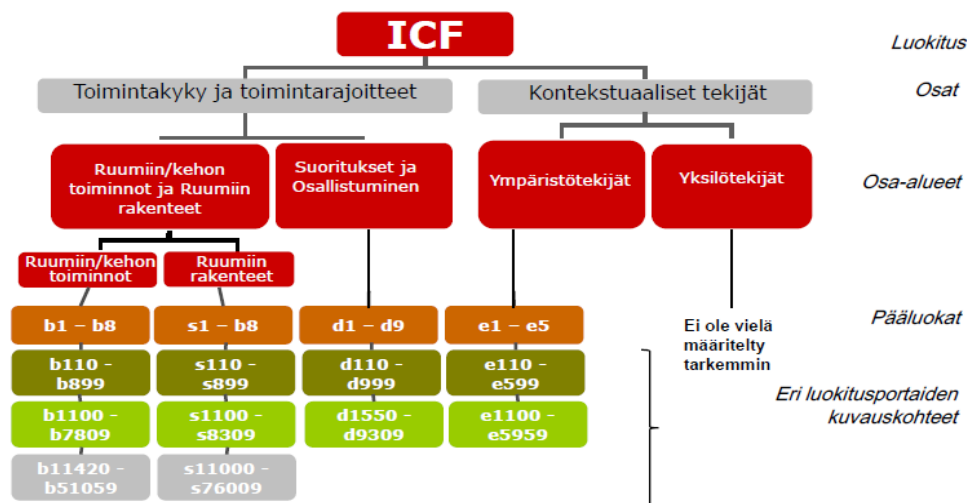 ICF
Luokitus
Toimintakyky ja toimintarajoitteet
Kontekstuaaliset tekijät
Osat
Ruumiin/kehon
toiminnot ja Ruumiin
rakenteet
Suoritukset ja
Osallistuminen
Ympäristötekijät
Yksilötekijät
Osa-alueet
Ruumiin/kehon
toiminnot
Ruumiin
rakenteet
b1 – b8
s1 – b8
d1 – d9
e1 – e5
Ei ole vielä
määritelty
tarkemmin
Pääluokat
b110 -
b899
s110 -
s899
d110 –
d999
e110 –
e599
Eri luokitusportaiden
kuvauskohteet
b1100 -
b7809
s1100 -
s8309
d1550 –
d9309
e1100 -
e5959
b11420 -
b51059
s11000 -
s76009